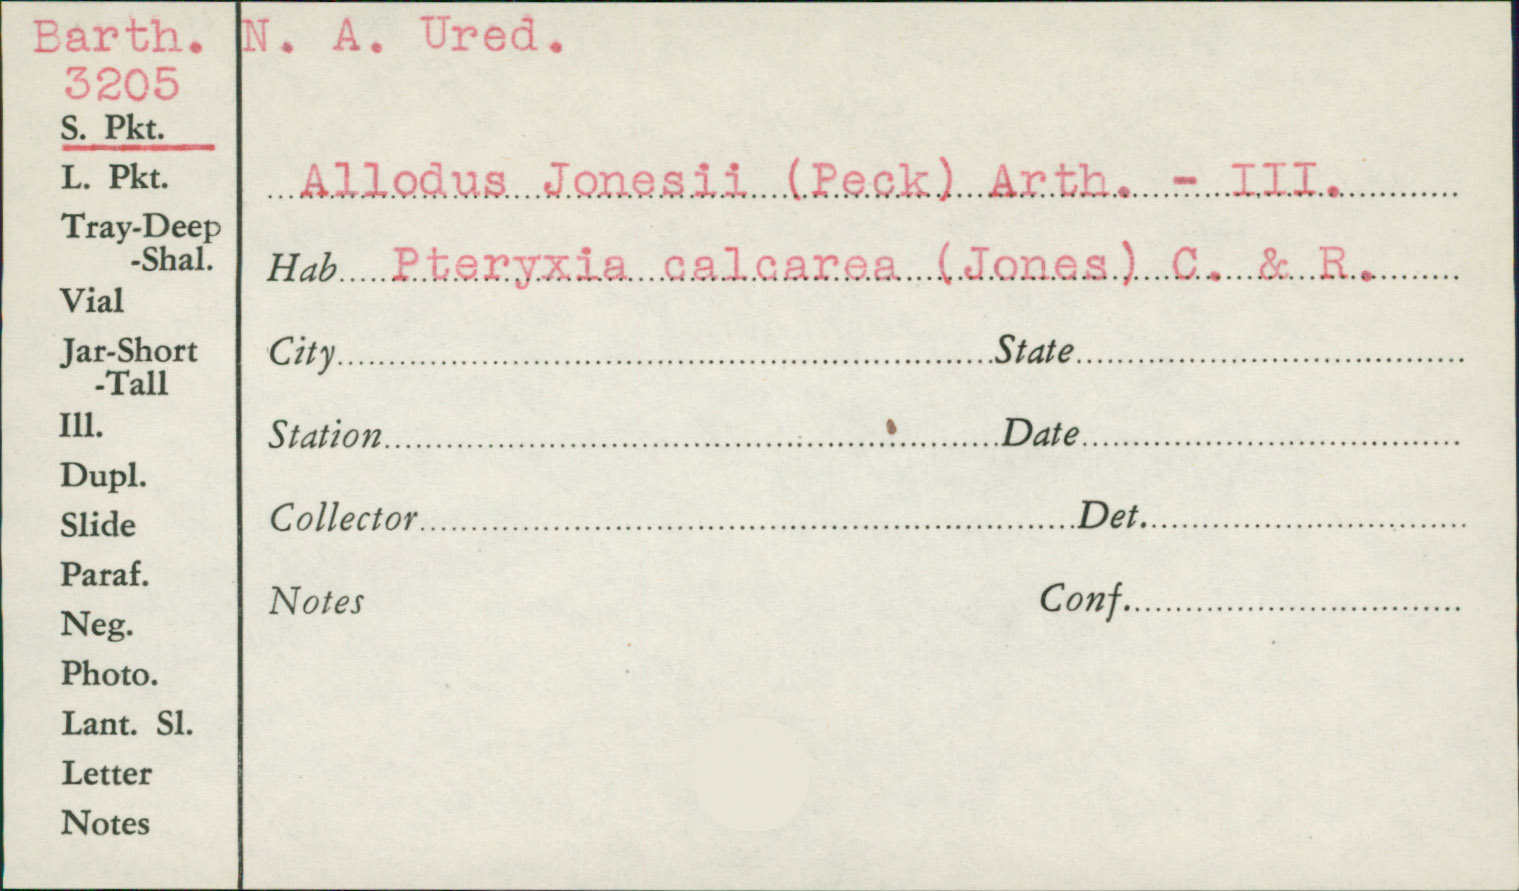 Barth. N. A. Ured.
3205
S. Pkt.
L. Pkt.
Allodus Jonesii (Peck) Arth. - III.
Tray-Deep
-Shal.
Hab Pteryxia calcarea (Jones) C. & R.
Vial
Jar-Short
-Tall
City State
Ill.
Station Date
Dupl.
Slide
Collector Det.
Paraf.
Notes Conf.
Neg.
Photo.
Lant. Sl.
Letter
Notes